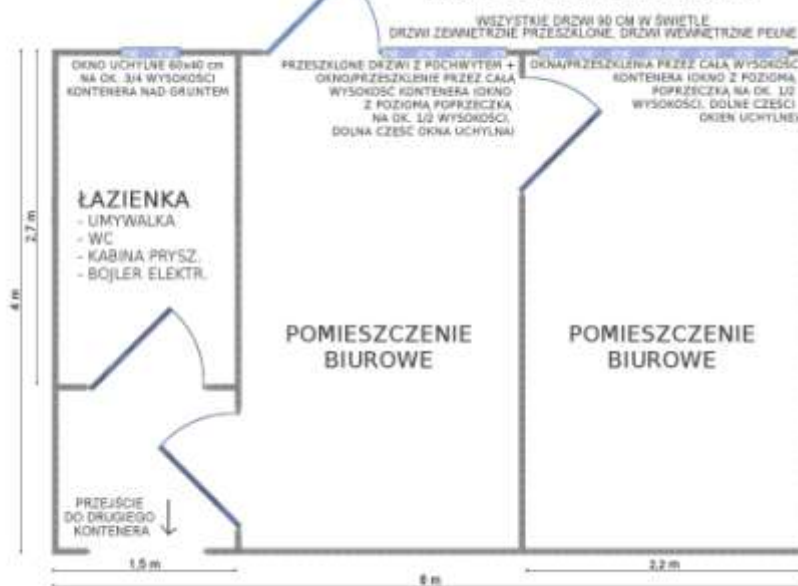 WSZYSTKIE DRZWI 90 CM W ŚWIETLE
DRZWI ZEWNĘTRZNE PRZESZKLONE, DRZWI WEWNĘTRZNE PEŁNE
OKNO UCHYLNE 60x40 cm
NA OK. 3/4 WYSOKOŚCI
KONTENERA NAD GRUNTEM
PRZESZKLONE DRZWI Z POCHWYTEM +
OKNO/PRZESZKLENIE PRZEZ CAŁĄ
WYSOKOŚĆ KONTENERA (OKNO
Z POZIOMĄ POPRZECZKĄ
NA OK. 1/2 WYSOKOŚCI,
DOLNA CZĘŚĆ OKNA UCHYLNA)
OKNA/PRZESZKLENIA PRZEZ CAŁĄ WYSOKOŚĆ
KONTENERA (OKNO Z POZIOMĄ
POPRZECZKĄ NA OK. 1/2
WYSOKOŚCI, DOLNE CZĘŚCI
OKIEN UCHYLNE)
ŁAZIENKA
- UMYWALKA
- WC
- KABINA PRYSZ.
- BOJLER ELEKTR.
2,7 m
4 m
POMIESZCZENIE
BIUROWE
POMIESZCZENIE
BIUROWE
PRZEJŚCIE
DO DRUGIEGO
KONTENERA
1,5 m
2,2 m
6 m